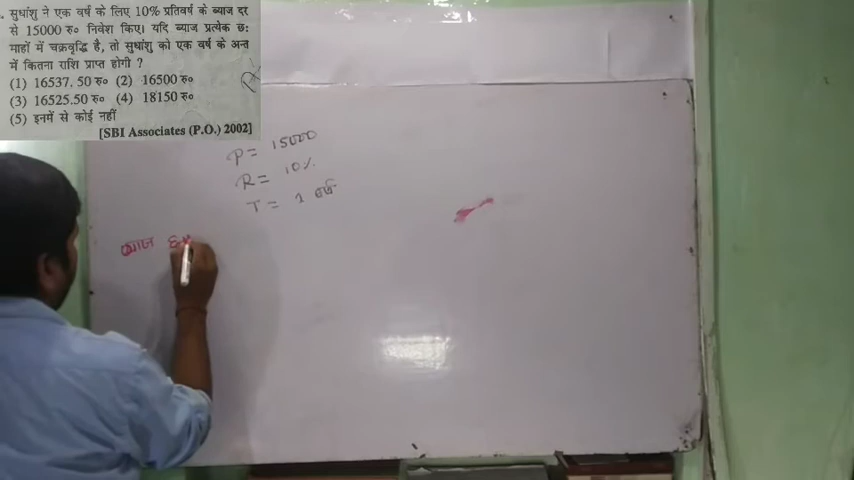 . सुधांशु ने एक वर्ष के लिए 10% प्रतिवर्ष के ब्याज दर
से 15000 रु० निवेश किए। यदि ब्याज प्रत्येक छः
माहों में चक्रवृद्धि है, तो सुधांशु को एक वर्ष के अन्त
में कितना राशि प्राप्त होगी ?
(1) 16537. 50 रु० (2) 16500 रु०
(3) 16525.50 रु० (4) 18150 रु०
(5) इनमें से कोई नहीं
[SBI Associates (P.O.) 2002]
P = 15000
R = 10%
T = 1 वर्ष
ब्याज